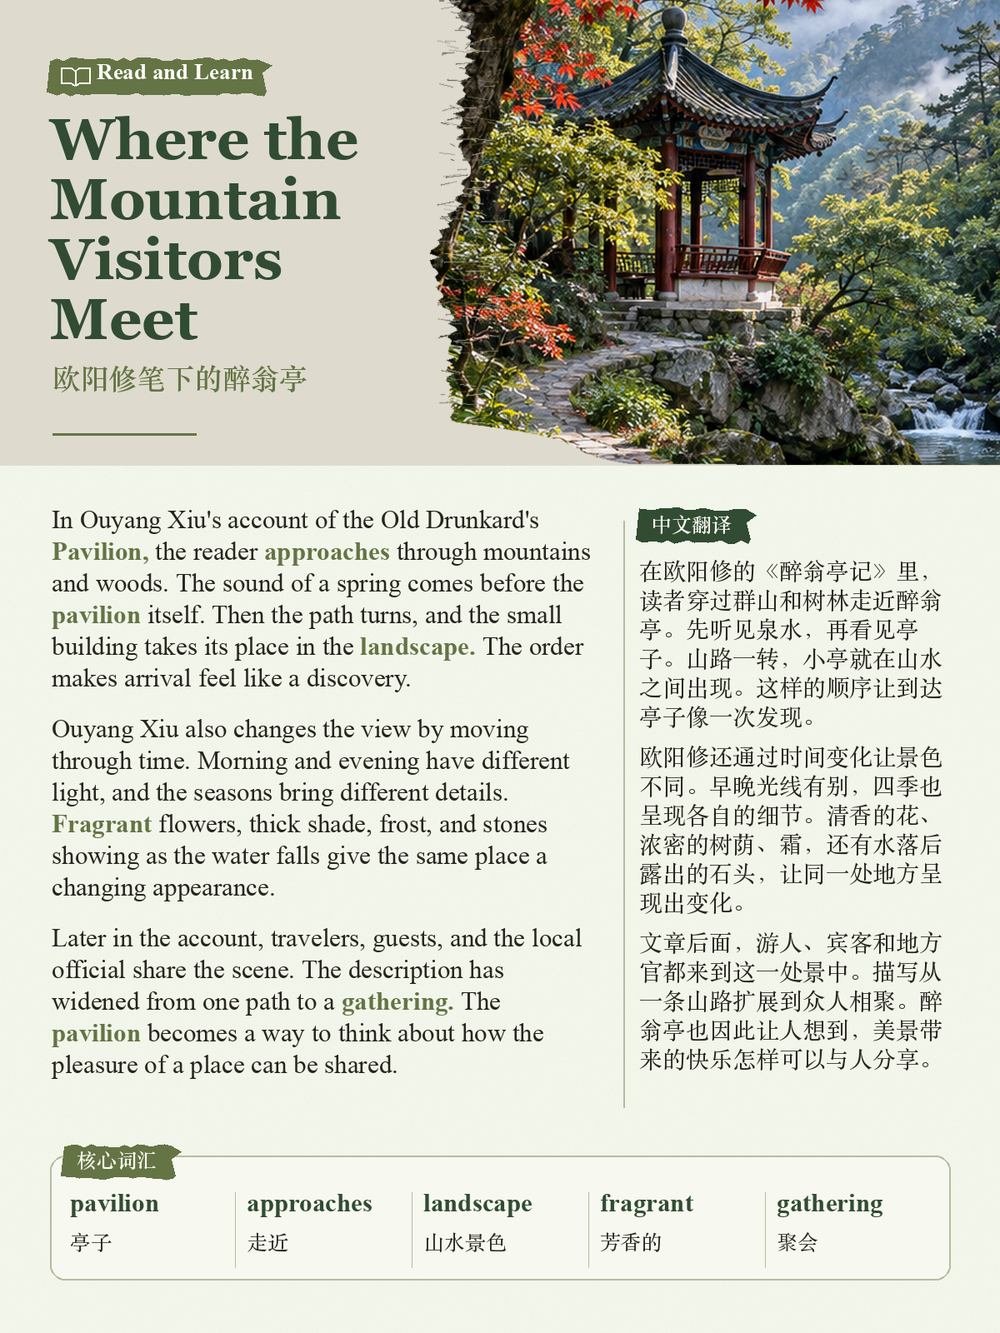 Read and Learn
Where the
Mountain
Visitors
Meet
欧阳修笔下的醉翁亭
In Ouyang Xiu's account of the Old Drunkard's
Pavilion, the reader approaches through mountains
and woods. The sound of a spring comes before the
pavilion itself. Then the path turns, and the small
building takes its place in the landscape. The order
makes arrival feel like a discovery.
Ouyang Xiu also changes the view by moving
through time. Morning and evening have different
light, and the seasons bring different details.
Fragrant flowers, thick shade, frost, and stones
showing as the water falls give the same place a
changing appearance.
Later in the account, travelers, guests, and the local
official share the scene. The description has
widened from one path to a gathering. The
pavilion becomes a way to think about how the
pleasure of a place can be shared.
中文翻译
在欧阳修的《醉翁亭记》里，
读者穿过群山和树林走近醉翁
亭。先听见泉水，再看见亭
子。山路一转，小亭就在山水
之间出现。这样的顺序让到达
亭子像一次发现。
欧阳修还通过时间变化让景色
不同。早晚光线有别，四季也
呈现各自的细节。清香的花、
浓密的树荫、霜，还有水落后
露出的石头，让同一处地方呈
现出变化。
文章后面，游人、宾客和地方
官都来到这一处景中。描写从
一条山路扩展到众人相聚。醉
翁亭也因此让人想到，美景带
来的快乐怎样可以与人分享。
核心词汇
pavilion
亭子
approaches
走近
landscape
山水景色
fragrant
芳香的
gathering
聚会